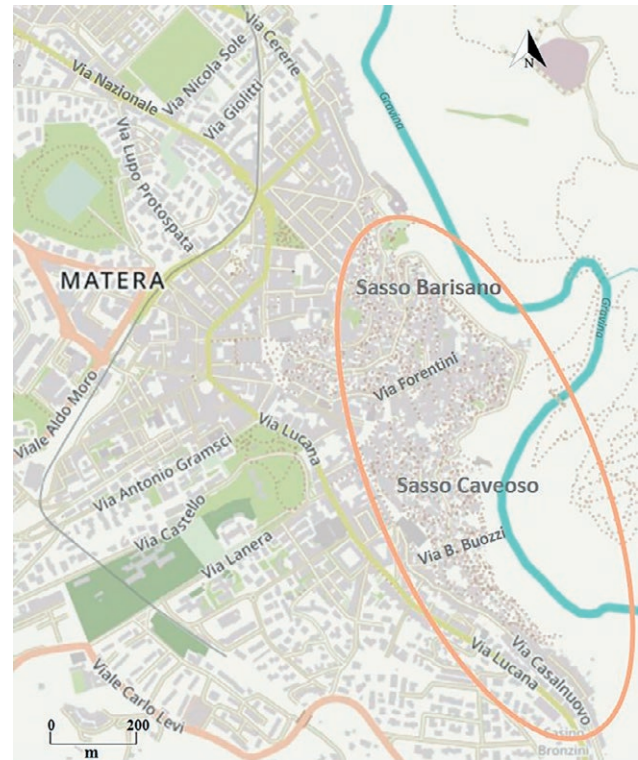 Via Nicola Sole
Via Cererie
Via Nazionale
Via Giolitti
N
Gravina
Via Lupo Protospata
MATERA
Sasso Barisano
Gravina
Via Forentini
Viale Aldo Moro
Via Lucana
Via Antonio Gramsci
Sasso Caveoso
Via Castello
Via Lanera
Via B. Buozzi
Via Lucana
Via Casalnuovo
Viale Carlo Levi
0 200
m
Casino
Bronzini